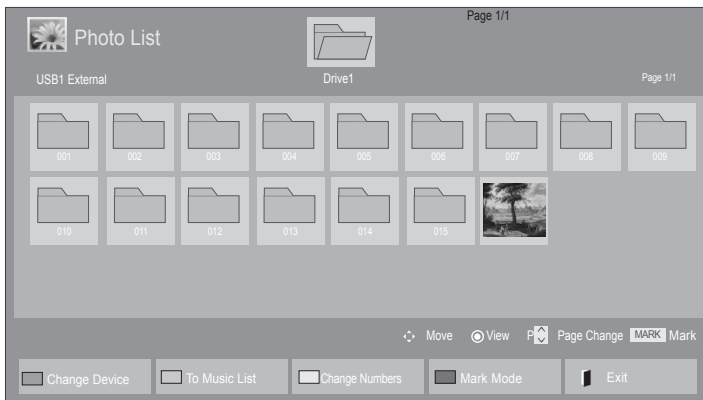 Page 1/1
Photo List
USB1 External
Drive1
Page 1/1
001 002 003 004 005 006 007 008 009
010 011 012 013 014 015
Move View P Page Change MARK Mark
Change Device To Music List Change Numbers Mark Mode Exit